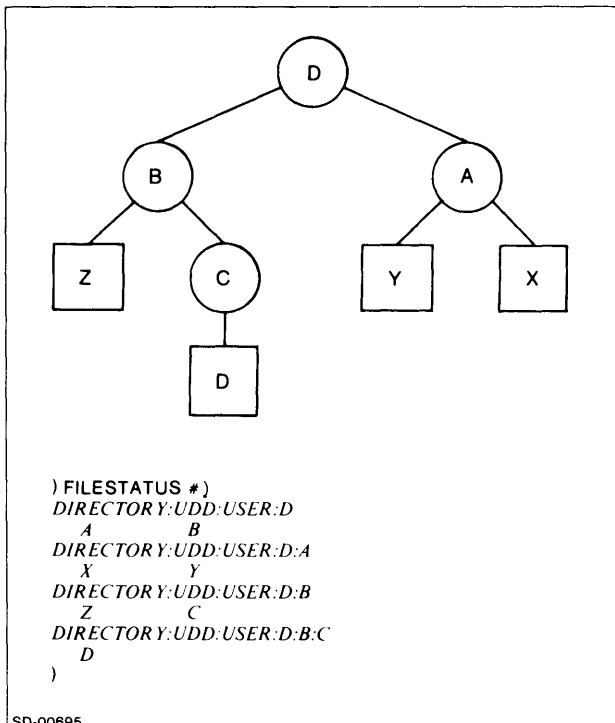 D
B
A
Z
C
Y
X
D
) FILESTATUS #)
DIRECTORY:UDD:USER:D
A B
DIRECTORY:UDD:USER:D:A
X Y
DIRECTORY:UDD:USER:D:B
Z C
DIRECTORY:UDD:USER:D:B:C
D
)
SD-00695